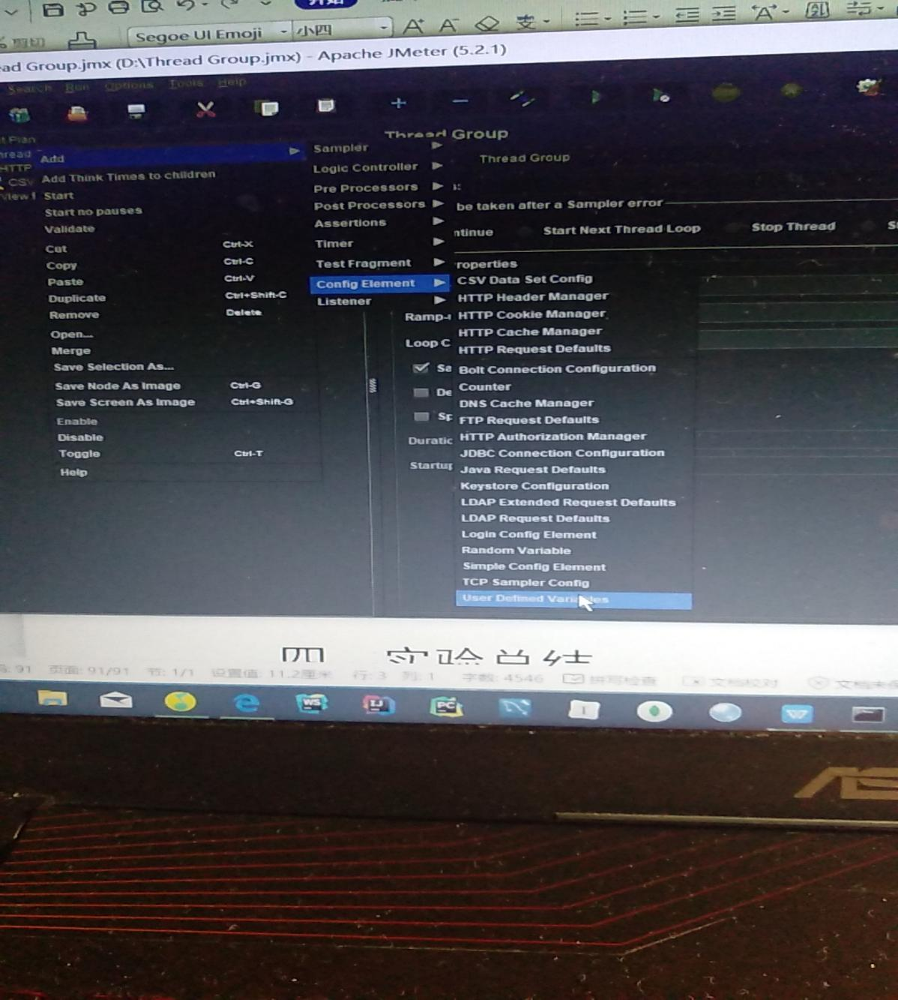 剪切
Segoe UI Emoji 小四
ad Group.jmx (D:\Thread Group.jmx) - Apache JMeter (5.2.1)
Search Run Options Tools Help
t Plan
hread
HTTP
CSV
View
Add
Add Think Times to children
Start
Start no pauses
Validate
Cut Ctrl-X
Copy Ctrl-C
Paste Ctrl-V
Duplicate Ctrl+Shift-C
Remove Delete
Open...
Merge
Save Selection As...
Save Node As Image Ctrl-G
Save Screen As Image Ctrl+Shift-G
Enable
Disable
Toggle Ctrl-T
Help
Sampler
Logic Controller
Pre Processors
Post Processors
Assertions
Timer
Test Fragment
Config Element
Listener
Thread Group
Thread Group
be taken after a Sampler error
ntinue Start Next Thread Loop Stop Thread S
roperties
Ramp-
Loop C
Sa
De
Sp
Duratic
Startup
CSV Data Set Config
HTTP Header Manager
HTTP Cookie Manager
HTTP Cache Manager
HTTP Request Defaults
Bolt Connection Configuration
Counter
DNS Cache Manager
FTP Request Defaults
HTTP Authorization Manager
JDBC Connection Configuration
Java Request Defaults
Keystore Configuration
LDAP Extended Request Defaults
LDAP Request Defaults
Login Config Element
Random Variable
Simple Config Element
TCP Sampler Config
User Defined Variables
四 实验总结
: 91 页面: 91/91 节: 1/1 设置值: 11.2厘米 行: 3 列: 1 字数: 4546 拼写检查 文档校对
WS IJ PC
AS